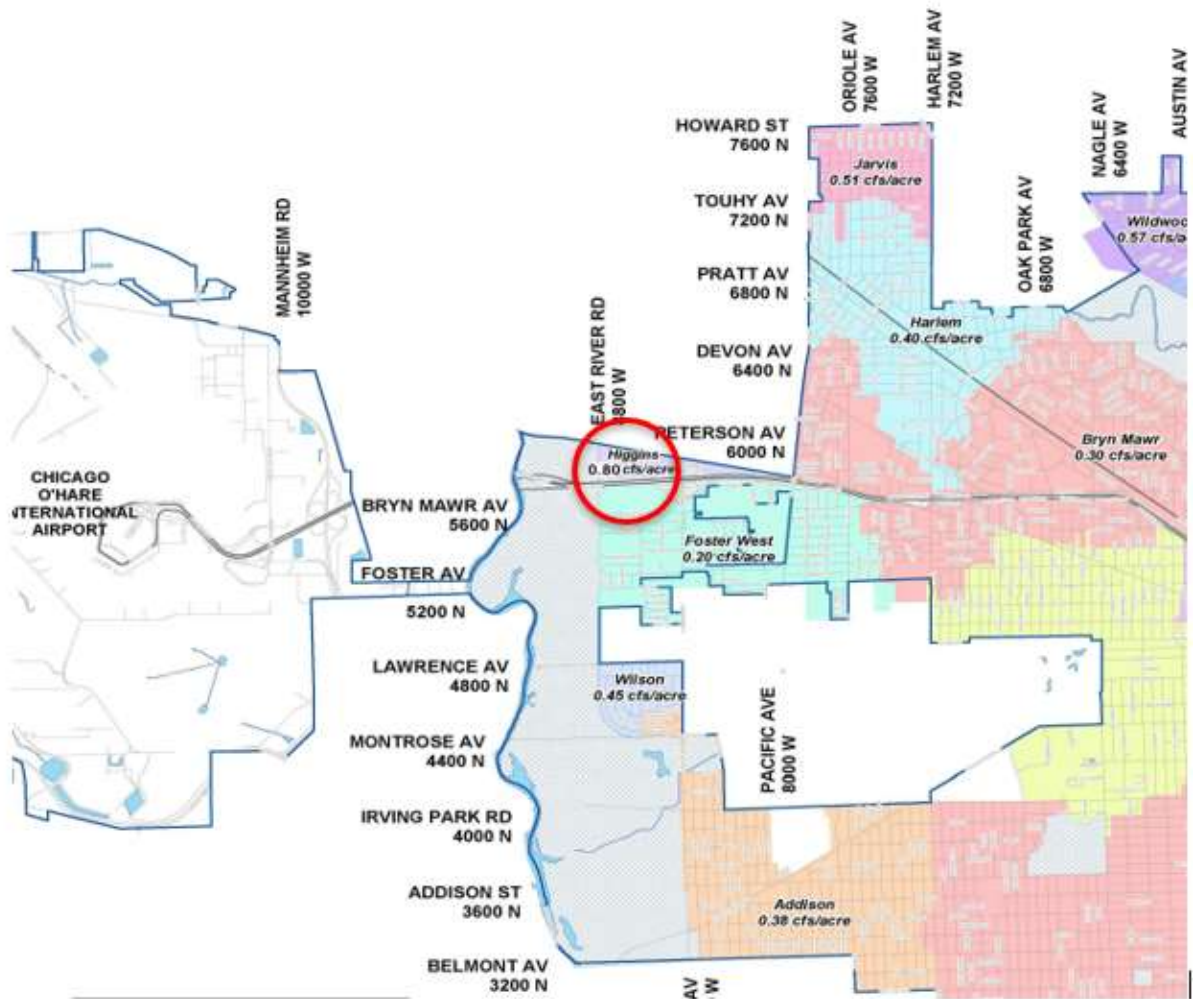 ORIOLE AV
7600 W
HARLEM AV
7200 W
NAGLE AV
6400 W
AUSTIN AV
HOWARD ST
7600 N
Jarvis
0.51 cfs/acre
TOUHY AV
7200 N
OAK PARK AV
6800 W
Wildwoo
0.57 cfs/a
MANNHEIM RD
10000 W
PRATT AV
6800 N
Harlem
0.40 cfs/acre
DEVON AV
6400 N
EAST RIVER RD
8800 W
PETERSON AV
6000 N
Higgins
0.80 cfs/acre
Bryn Mawr
0.30 cfs/acre
CHICAGO
O'HARE
NTERNATIONAL
AIRPORT
BRYN MAWR AV
5600 N
Foster West
0.20 cfs/acre
FOSTER AV
5200 N
LAWRENCE AV
4800 N
Wilson
0.45 cfs/acre
MONTROSE AV
4400 N
PACIFIC AVE
8000 W
IRVING PARK RD
4000 N
ADDISON ST
3600 N
Addison
0.38 cfs/acre
BELMONT AV
3200 N
AV
W